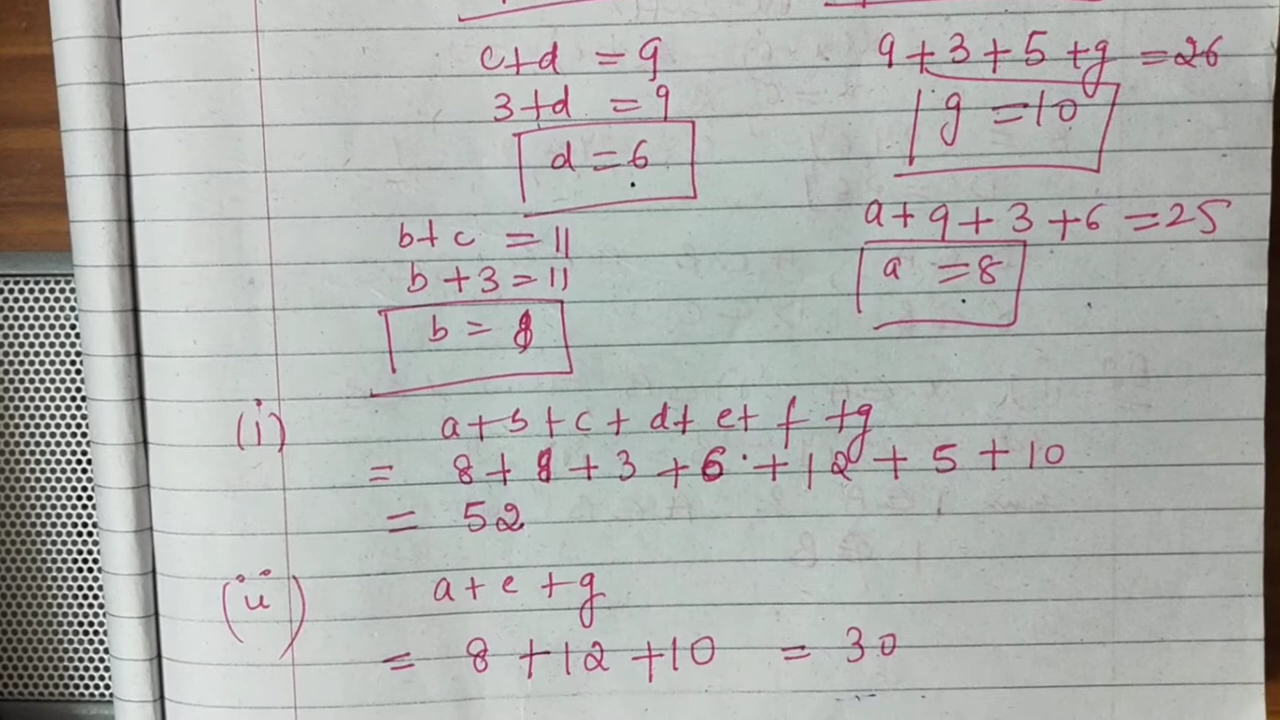 c+d = 9
3+d = 9
d = 6
b+c = 11
b+3 = 11
b = 8
9+3+5+g = 26
g = 10
a+9+3+6 = 25
a = 8
(i) a+b+c+d+e+f+g
= 8+8+3+6+12+5+10
= 52
(ii) a+e+g
= 8+12+10 = 30